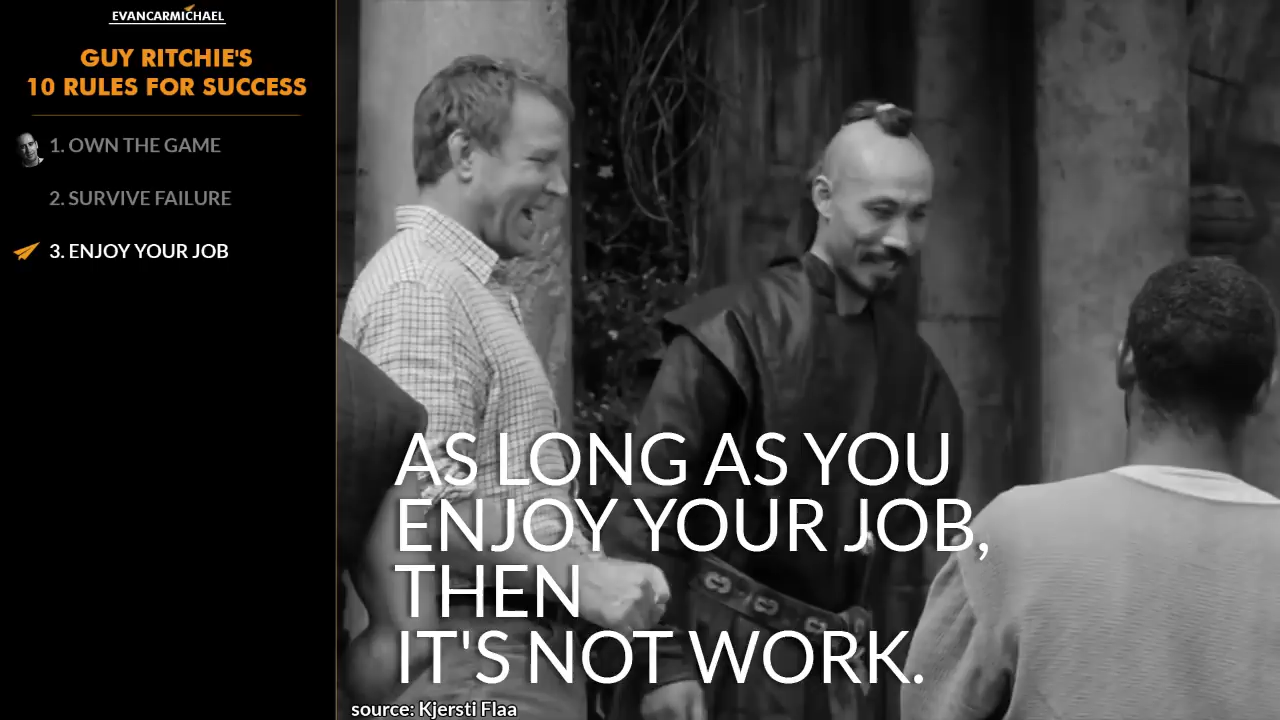 EVANCARMICHAEL
GUY RITCHIE'S
10 RULES FOR SUCCESS
1. OWN THE GAME
2. SURVIVE FAILURE
3. ENJOY YOUR JOB
AS LONG AS YOU
ENJOY YOUR JOB,
THEN
IT'S NOT WORK.
source: Kjersti Flaa